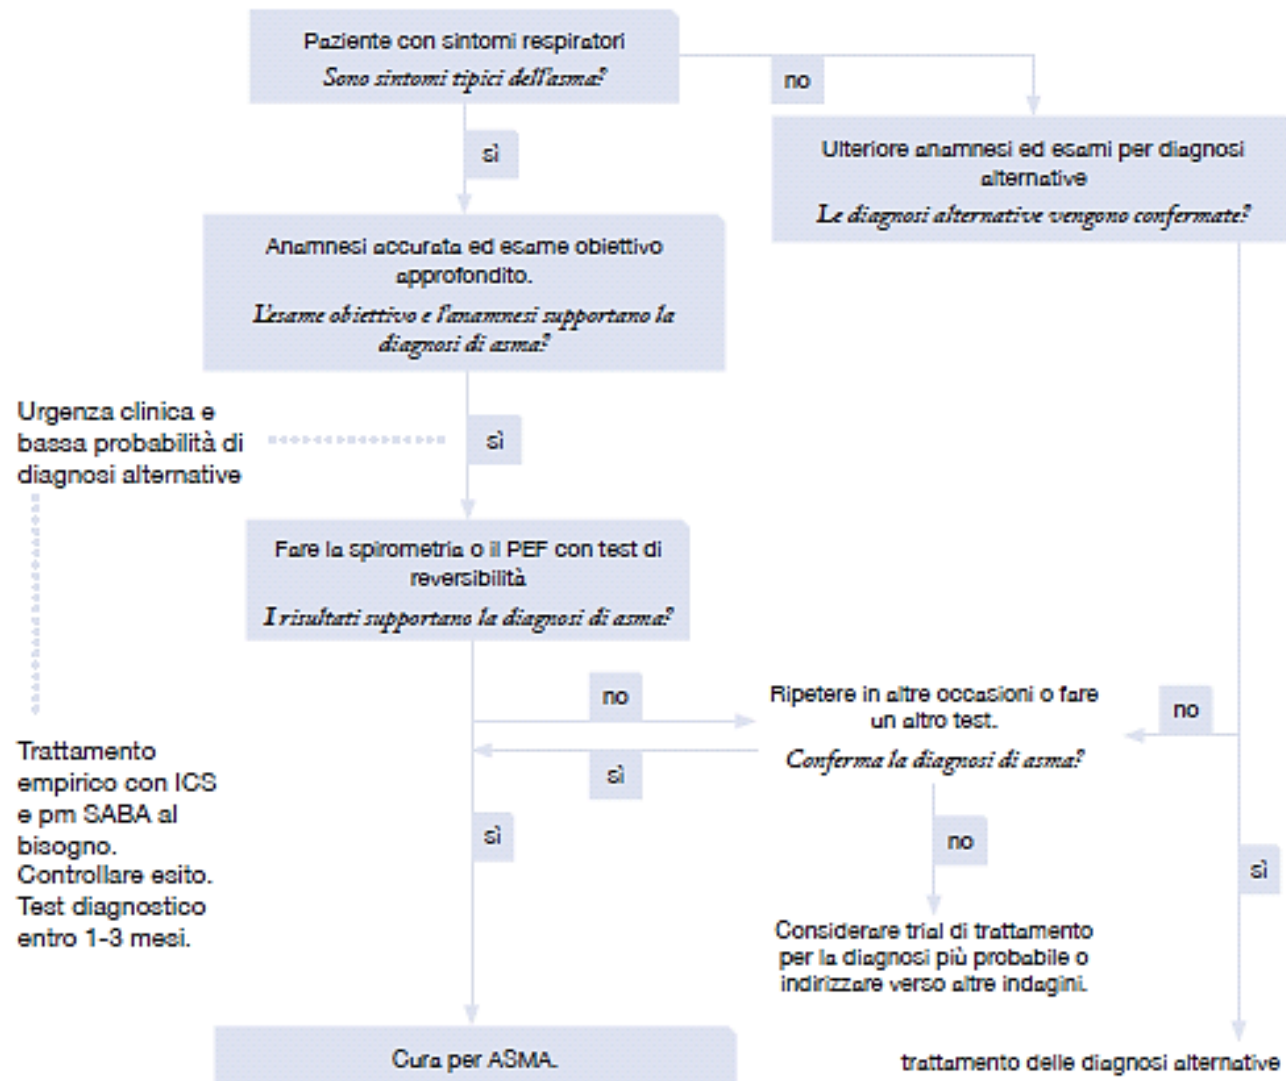 Paziente con sintomi respiratori
Sono sintomi tipici dell'asma?
no
sì
Ulteriore anamnesi ed esami per diagnosi
alternative
Le diagnosi alternative vengono confermate?
Anamnesi accurata ed esame obiettivo
approfondito.
L'esame obiettivo e l'anamnesi supportano la
diagnosi di asma?
Urgenza clinica e
bassa probabilità di
diagnosi alternative
sì
Fare la spirometria o il PEF con test di
reversibilità
I risultati supportano la diagnosi di asma?
no
Ripetere in altre occasioni o fare
un altro test.
Conferma la diagnosi di asma?
no
sì
Trattamento
empirico con ICS
e pm SABA al
bisogno.
Controllare esito.
Test diagnostico
entro 1-3 mesi.
sì
no
sì
Considerare trial di trattamento
per la diagnosi più probabile o
indirizzare verso altre indagini.
Cura per ASMA.
trattamento delle diagnosi alternative